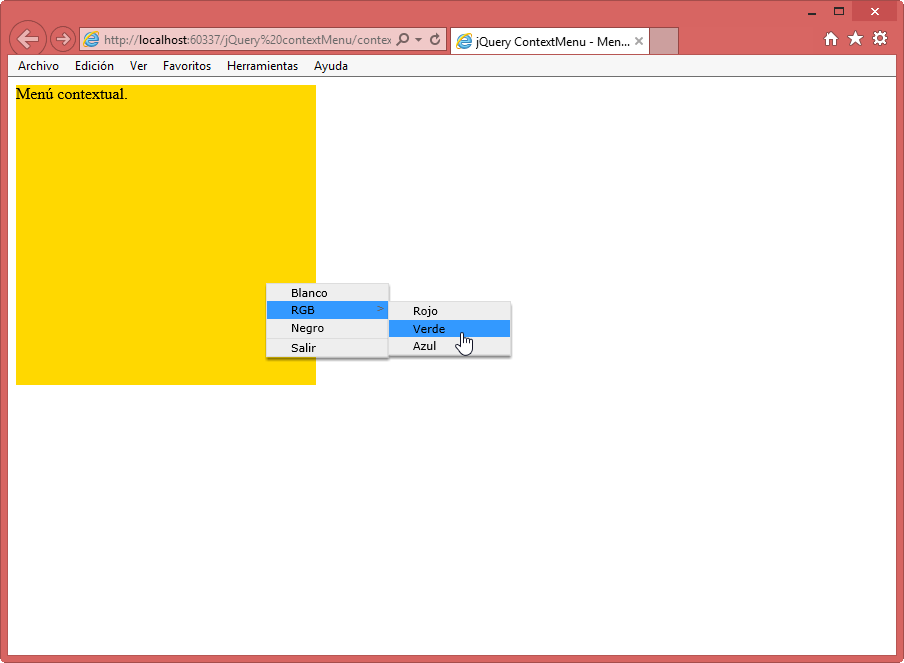 http://localhost:60337/jQuery%20contextMenu/contex
jQuery ContextMenu - Men...
Archivo Edición Ver Favoritos Herramientas Ayuda
Menú contextual.
Blanco
RGB >
Negro
Salir
Rojo
Verde
Azul